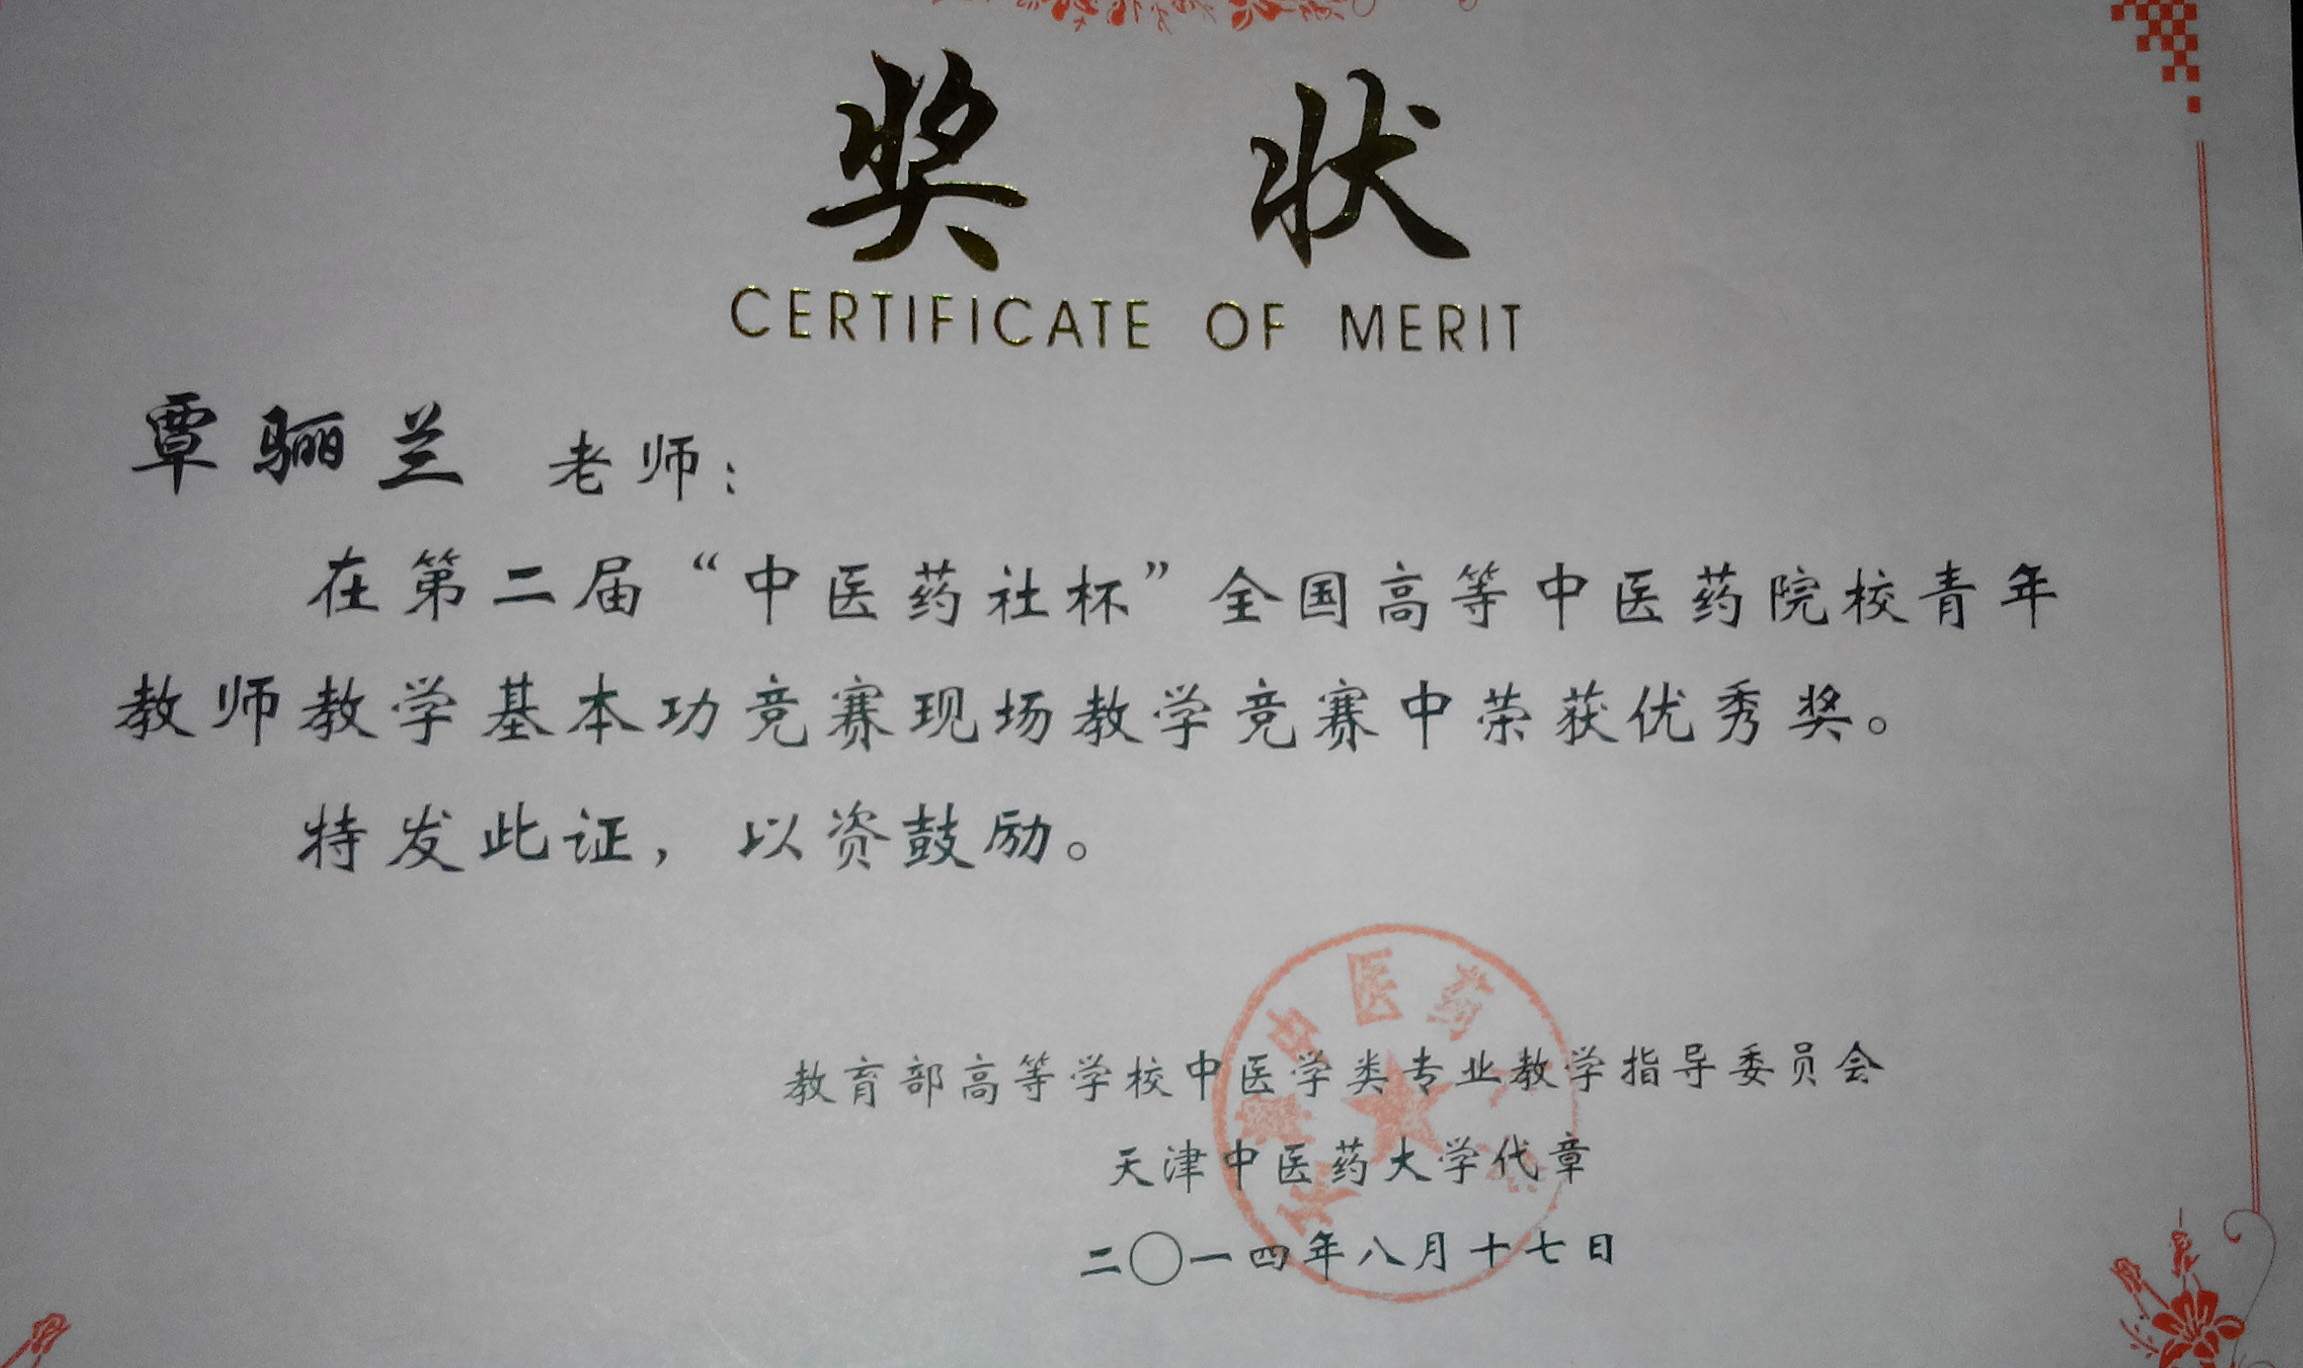 奖 状
CERTIFICATE OF MERIT
覃骊兰 老师：
在第二届“中医药社杯”全国高等中医药院校青年
教师教学基本功竞赛现场教学竞赛中荣获优秀奖。
特发此证，以资鼓励。
中医药
教育部高等学校中医学类专业教学指导委员会
天津中医药大学代章
二〇一四年八月十七日